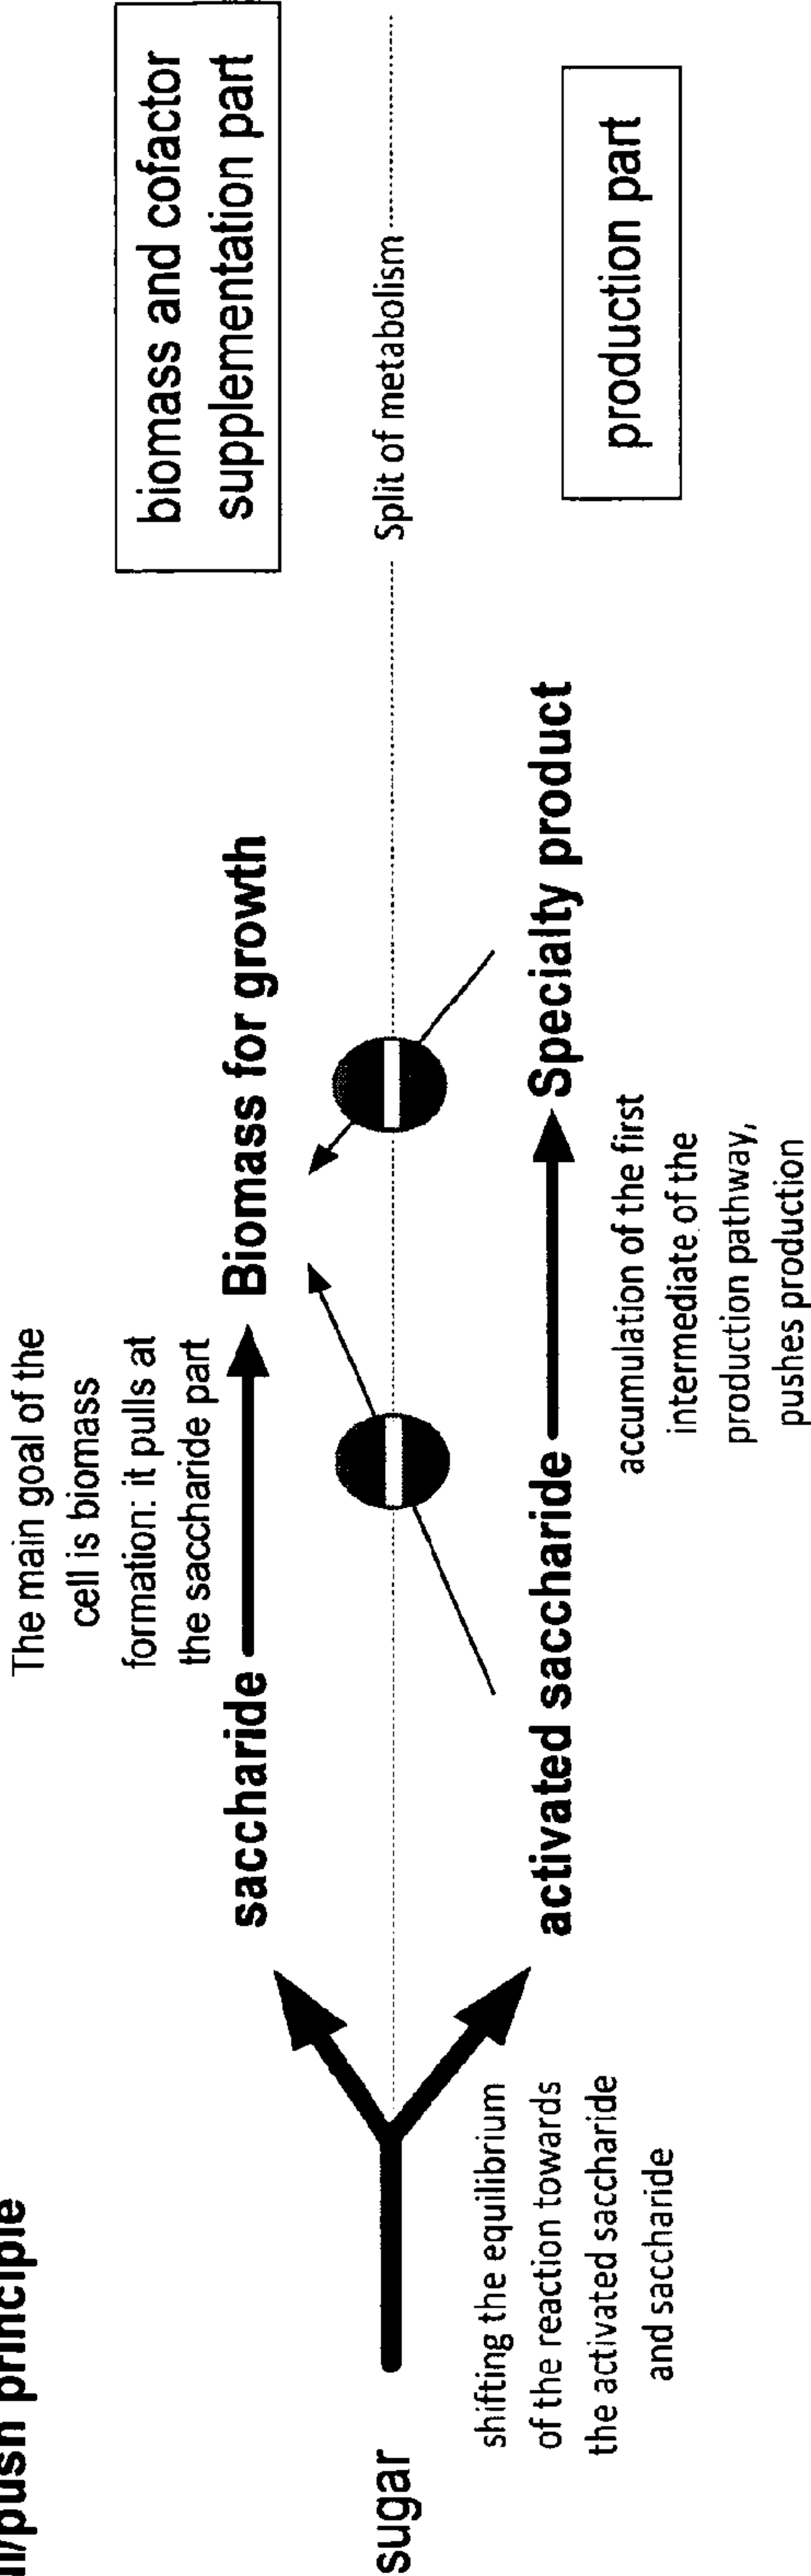 ll/push principle
The main goal of the
cell is biomass
formation: it pulls at
the saccharide part
biomass and cofactor
supplementation part
saccharide
Biomass for growth
sugar
Split of metabolism
shifting the equilibrium
of the reaction towards
the activated saccharide
and saccharide
activated saccharide
Specialty product
production part
accumulation of the first
intermediate of the
production pathway,
pushes production